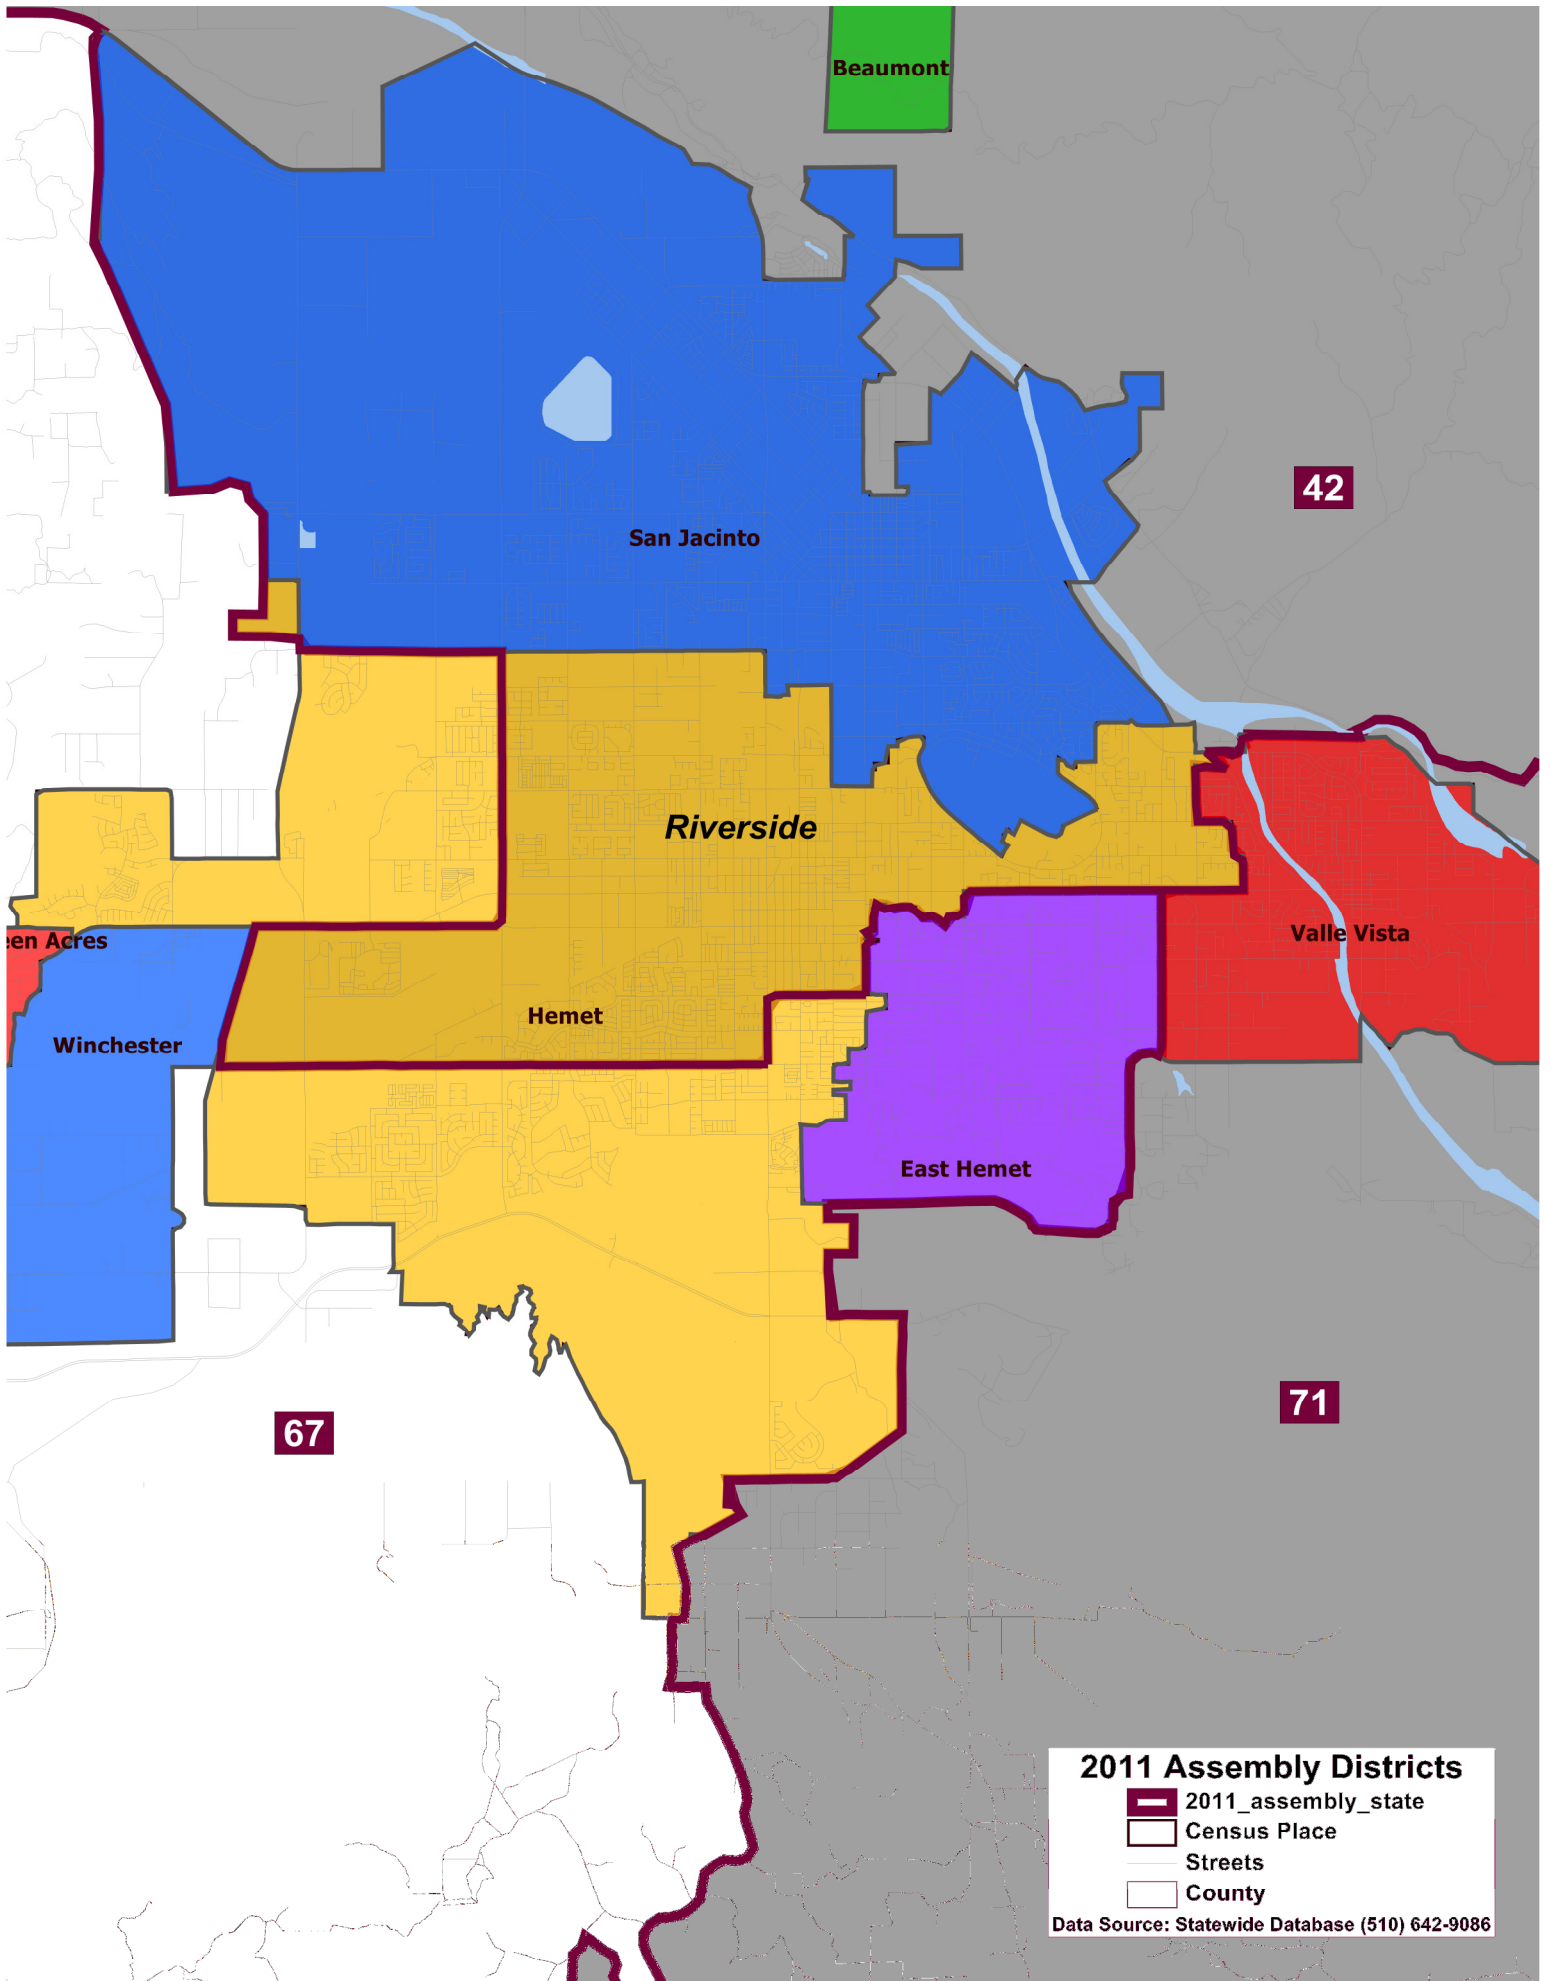 Beaumont
42
San Jacinto
Riverside
een Acres
Valle Vista
Hemet
Winchester
East Hemet
71
67
2011 Assembly Districts
2011_assembly_state
Census Place
Streets
County
Data Source: Statewide Database (510) 642-9086